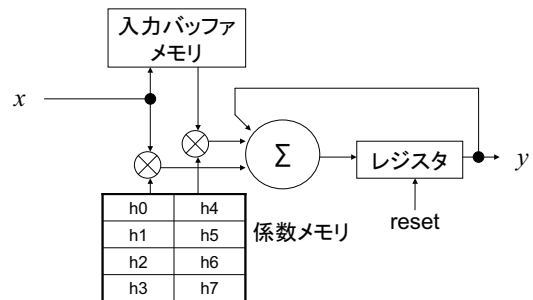 入力バッファ
メモリ
x
Σ
レジスタ
y
reset
h0 h4
h1 h5
h2 h6
h3 h7
係数メモリ